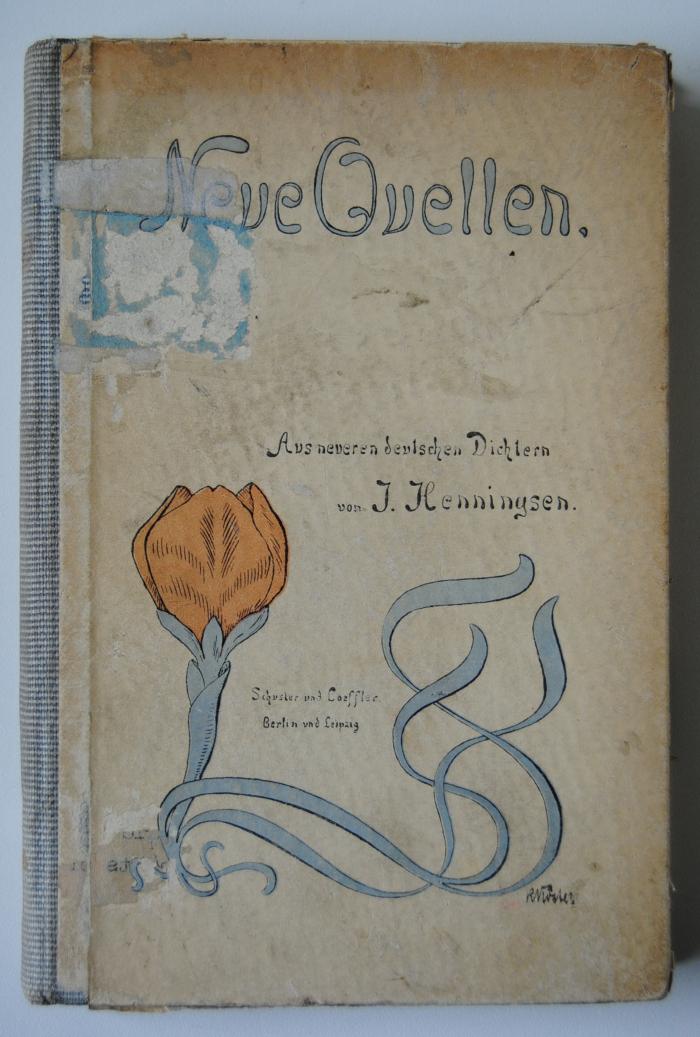 Neue Quellen.
Aus neueren deutschen Dichtern
von J. Henningsen.
Schuster und Loeffler
Berlin und Leipzig